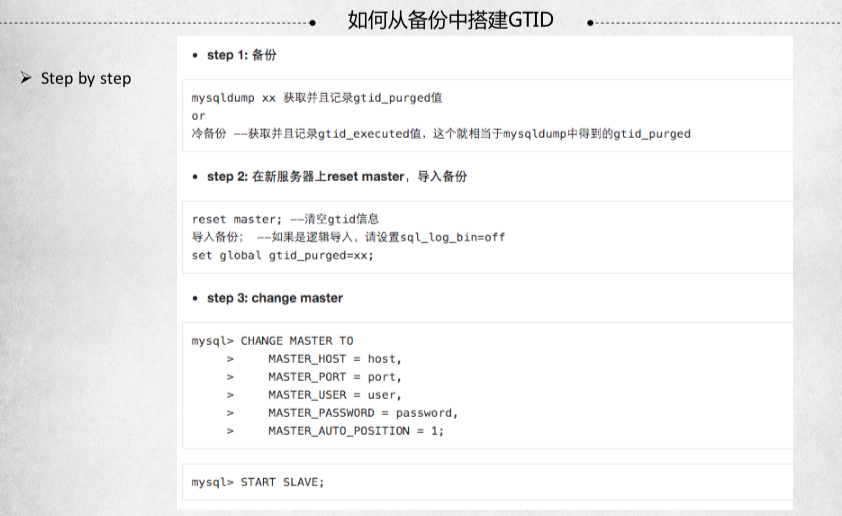 如何从备份中搭建GTID
➢ Step by step
• step 1: 备份
mysqldump xx 获取并且记录gtid_purged值
or
冷备份 ——获取并且记录gtid_executed值，这个就相当于mysqldump中得到的gtid_purged
• step 2: 在新服务器上reset master，导入备份
reset master; ——清空gtid信息
导入备份； ——如果是逻辑导入，请设置sql_log_bin=off
set global gtid_purged=xx;
• step 3: change master
mysql> CHANGE MASTER TO
> MASTER_HOST = host,
> MASTER_PORT = port,
> MASTER_USER = user,
> MASTER_PASSWORD = password,
> MASTER_AUTO_POSITION = 1;
mysql> START SLAVE;